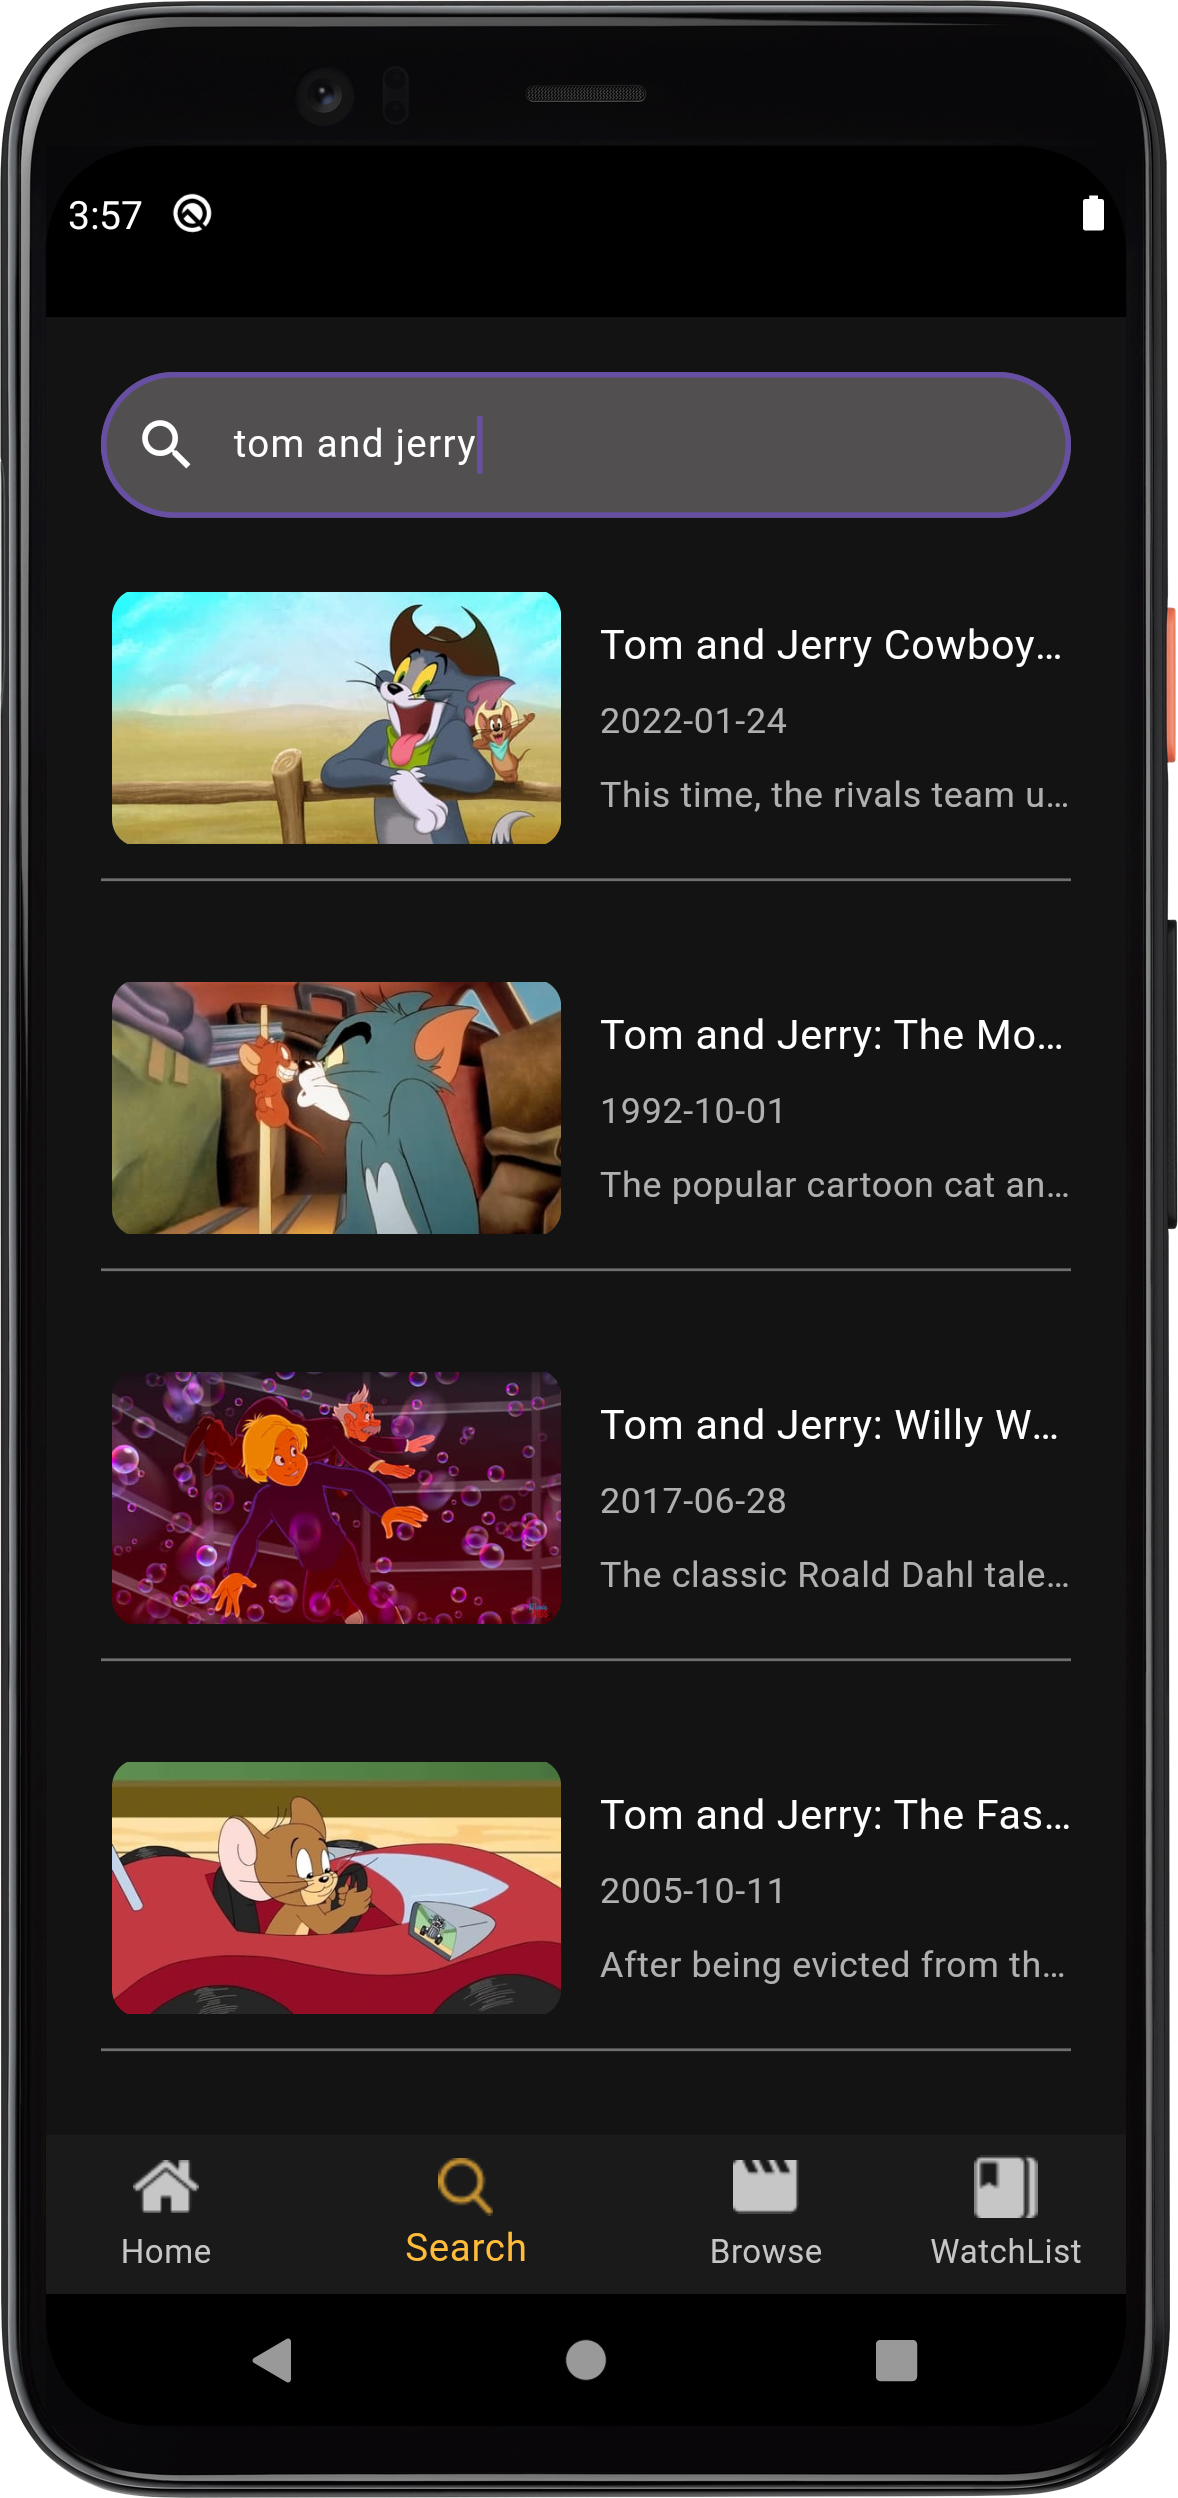 3:57
tom and jerry
Tom and Jerry Cowboy...
2022-01-24
This time, the rivals team u...
Tom and Jerry: The Mo...
1992-10-01
The popular cartoon cat an...
Tom and Jerry: Willy W...
2017-06-28
The classic Roald Dahl tale...
Tom and Jerry: The Fas...
2005-10-11
After being evicted from th...
Home
Search
Browse
WatchList